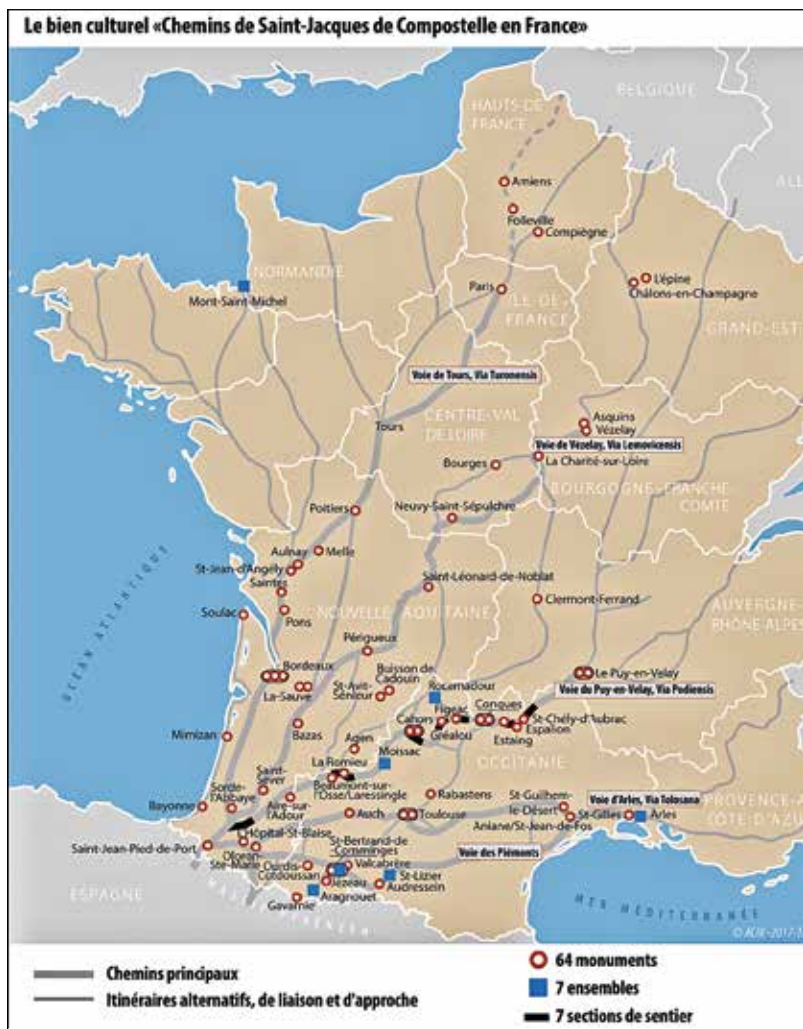 Le bien culturel «Chemins de Saint-Jacques de Compostelle en France»
BELGIQUE
HAUTS-DE-
FRANCE
Amiens
Folleville
Compiègne
NORMANDIE
Mont-Saint-Michel
Paris
ÎLE-DE-
FRANCE
L'épine
Châlons-en-Champagne
GRAND-EST
Voie de Tours, Via Turonensis
CENTRE-VAL
DE LOIRE
Tours
Asquins
Vézelay
Voie de Vézelay, Via Lemovicensis
La Charité-sur-Loire
Bourges
BOURGOGNE-FRANCHE-
COMTÉ
Neuvy-Saint-Sépulchre
Poitiers
Aulnay
Melle
St-Jean-d'Angély
Saintes
Saint-Léonard-de-Noblat
Clermont-Ferrand
Soulac
Pons
NOUVELLE AQUITAINE
AUVERGNE-
RHÔNE-ALPES
OCÉAN ATLANTIQUE
Périgueux
Bordeaux
La-Sauve
St-Avit-
Sénieur
Buisson de
Cadouin
Rocamadour
Le Puy-en-Velay
Voie du Puy-en-Velay, Via Podiensis
Figeac
Conques
St-Chély-d'Aubrac
Cahors
Gréalou
Espalion
Estaing
Mimizan
Bazas
Agen
Moissac
OCCITANIE
La Romieu
Saint-
Sever
Beaumont-sur-
l'Osse/Laressingle
Sorde-
l'Abbaye
Aire-sur-
l'Adour
Rabastens
St-Guilhem-
le-Désert
Voie d'Arles, Via Tolosana
PROVENCE-A
CÔTE D'AZU
Bayonne
Auch
Toulouse
St-Gilles
Arles
Aniane/St-Jean-de-Fos
L'Hôpital-St-Blaise
Saint-Jean-Pied-de-Port
Oloron-
Ste-Marie
Ourdis-
Cotdoussan
St-Bertrand-de-
Comminges
Valcabrère
Voie des Piémonts
Jézeau
St-Lizier
Audressein
ESPAGNE
Aragnouet
Gavarnie
MER MÉDITERRANÉE
Chemins principaux
Itinéraires alternatifs, de liaison et d'approche
64 monuments
7 ensembles
7 sections de sentier